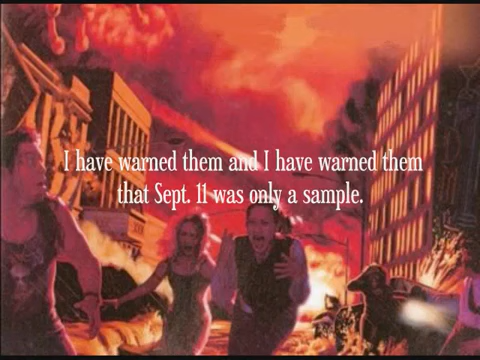 I have warned them and I have warned them
that Sept. 11 was only a sample.